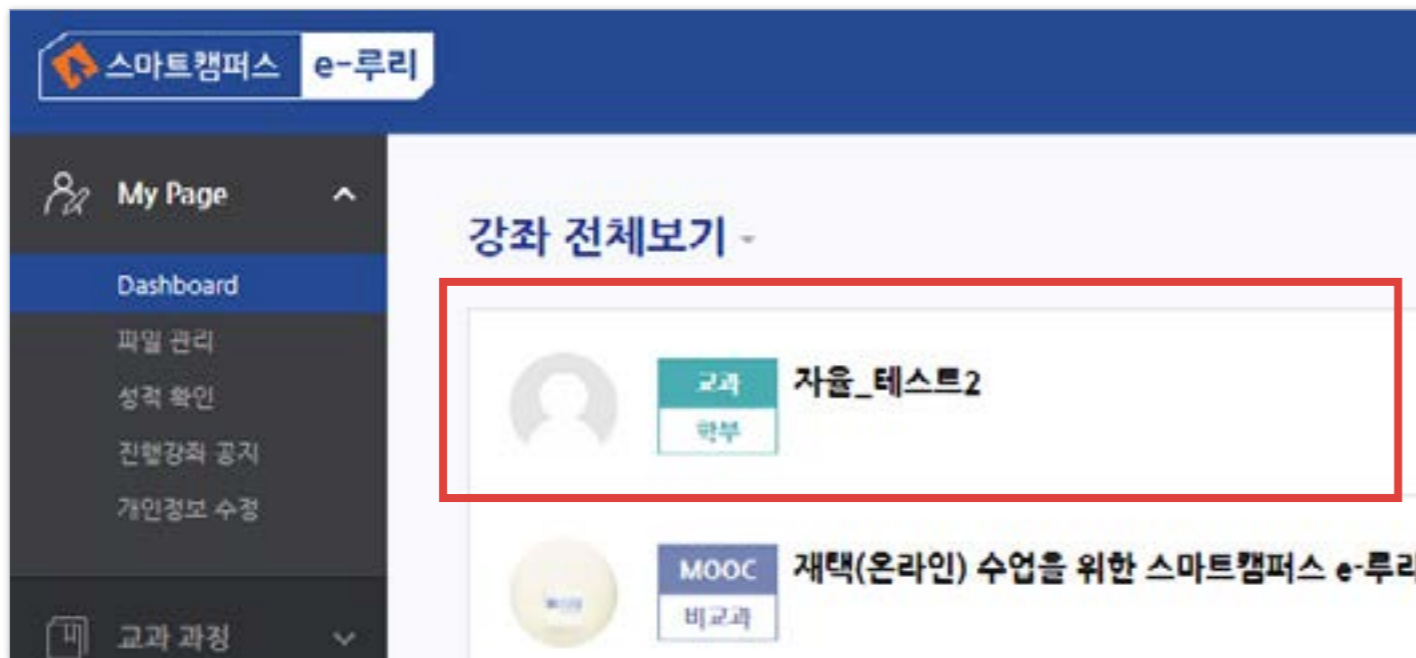 스마트캠퍼스 e-루리
My Page
Dashboard
파일 관리
성적 확인
진행강좌 공지
개인정보 수정
교과 과정
강좌 전체보기
교과
학부
자율_테스트2
MOOC
비교과
재택(온라인) 수업을 위한 스마트캠퍼스 e-루리